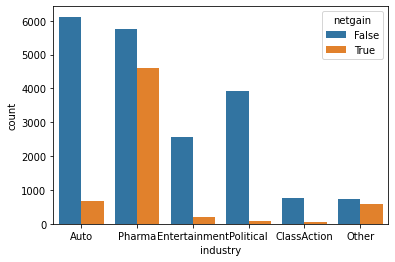 netgain
False
True
6000
5000
4000
3000
2000
1000
0
count
Auto Pharma Entertainment Political ClassAction Other
industry